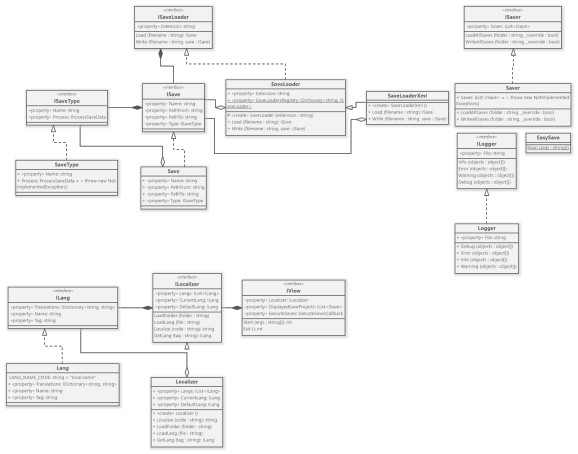 «interface»
ISaveLoader
«property» Extension: string
Load (filename : string): ISave
Write (filename : string, save : ISave)
«interface»
ISaver
«property» Saves: IList<ISave>
LoadAllSaves (folder : string, _override : bool)
WriteAllSaves (folder : string, _override : bool)
«interface»
ISaveType
«property» Name: string
«property» Process: ProcessSaveData
«interface»
ISave
«property» Name: string
«property» PathFrom: string
«property» PathTo: string
«property» Type: ISaveType
SaveLoader
+ «property» Extension: string
+ «property» SaveLoadersRegistry: IDictionary<string, ISaveLoader>
# «create» SaveLoader (extension : string)
+ Load (filename : string): ISave
+ Write (filename : string, save : ISave)
SaveLoaderXml
+ «create» SaveLoaderXml ()
+ Load (filename : string): ISave
+ Write (filename : string, save : ISave)
Saver
+ Saves: IList<ISave> = > throw new NotImplemented
Exception()
+ LoadAllSaves (folder : string, _override : bool)
+ WriteAllSaves (folder : string, _override : bool)
SaveType
+ «property» Name: string
+ Process: ProcessSaveData = > throw new Not
ImplementedException()
Save
+ «property» Name: string
+ «property» PathFrom: string
+ «property» PathTo: string
+ «property» Type: ISaveType
«interface»
ILogger
«property» File: string
Info (objects : object[])
Error (objects : object[])
Warning (objects : object[])
Debug (objects : object[])
EasySave
- Main (args : string[])
Logger
+ «property» File: string
+ Debug (objects : object[])
+ Error (objects : object[])
+ Info (objects : object[])
+ Warning (objects : object[])
«interface»
ILang
«property» Translations: IDictionary<string, string>
«property» Name: string
«property» Tag: string
«interface»
ILocalizer
«property» Langs: IList<ILang>
«property» CurrentLang: ILang
«property» DefaultLang: ILang
LoadFolder (folder : string)
LoadLang (file : string)
Localize (code : string): string
GetLang (tag : string): ILang
«interface»
IView
«property» Localizer: ILocalizer
«property» DisplayedSaveProjects: IList<ISave>
«property» ExecuteSaves: ExecuteSavesCallback
Start (args : string[]): int
Exit (): int
Lang
LANG_NAME_CODE: string = "local.name"
+ «property» Translations: IDictionary<string, string>
+ «property» Name: string
+ «property» Tag: string
Localizer
+ «property» Langs: IList<ILang>
+ «property» CurrentLang: ILang
+ «property» DefaultLang: ILang
+ «create» Localizer ()
+ Localize (code : string): string
+ LoadFolder (folder : string)
+ LoadLang (file : string)
+ GetLang (tag : string): ILang